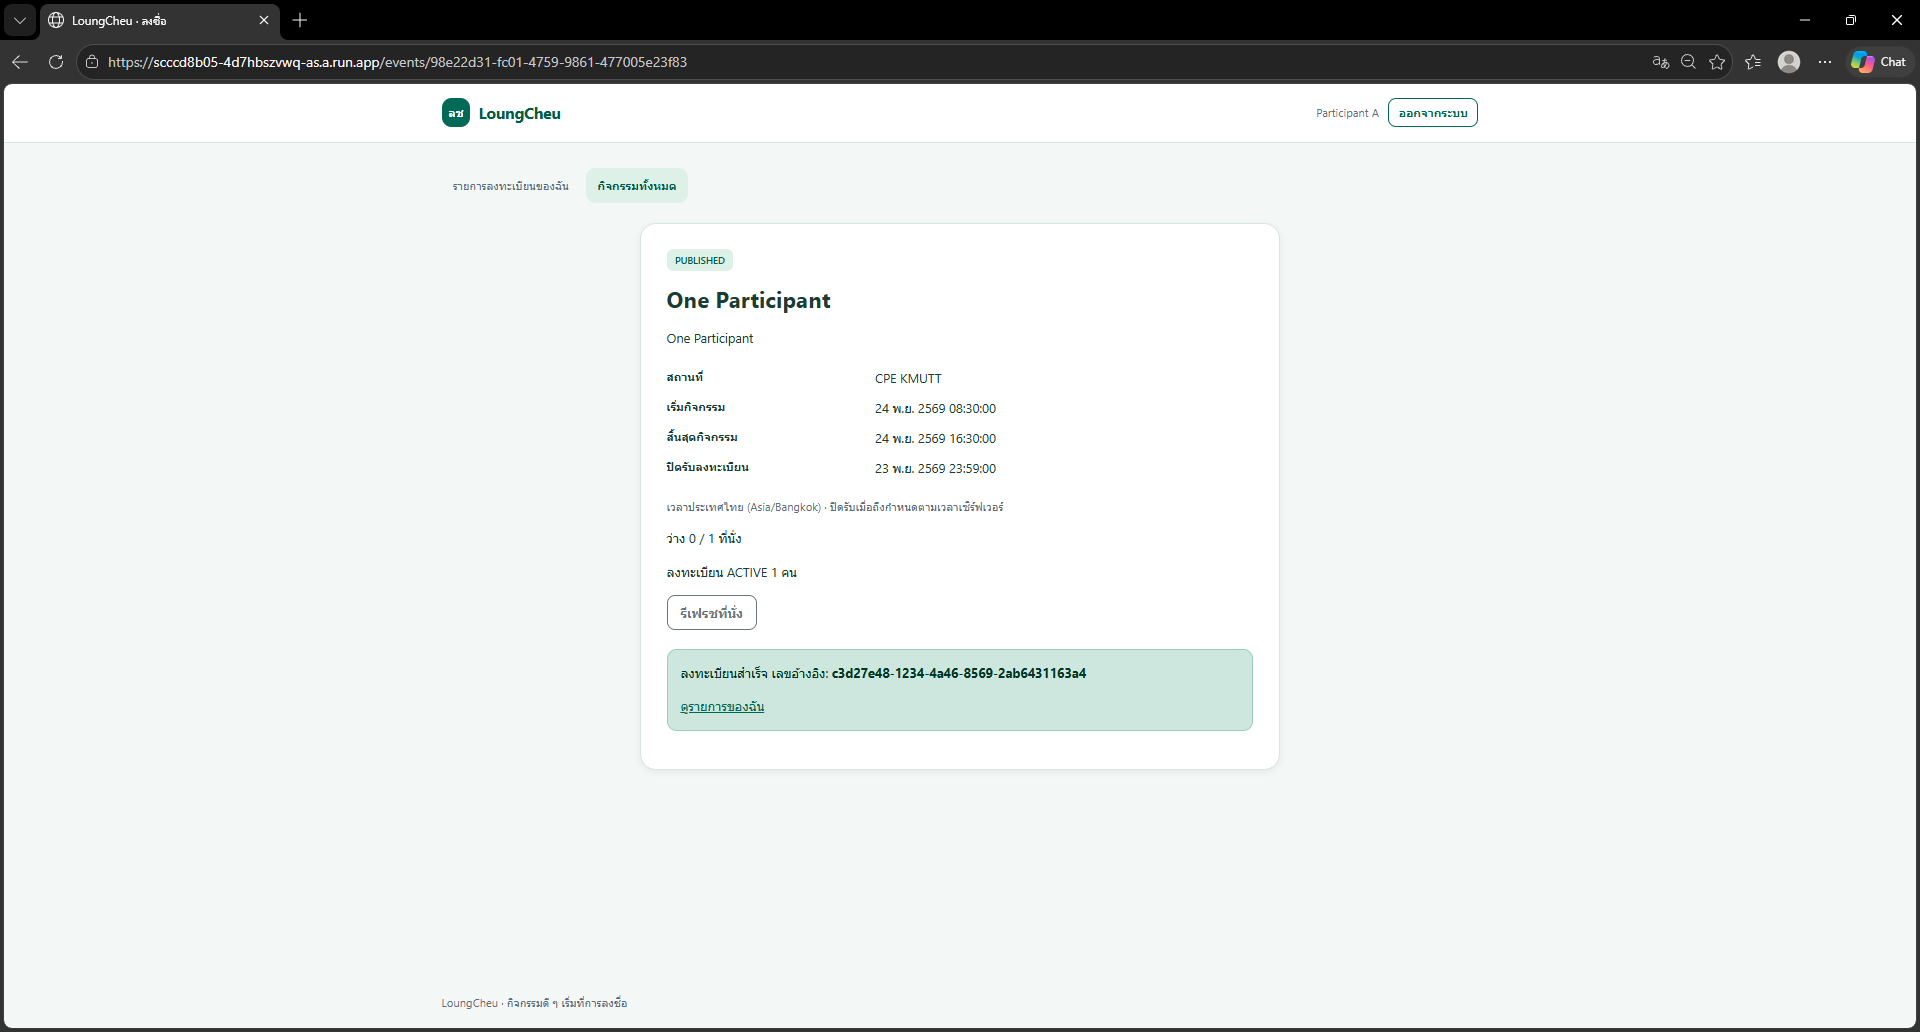 LoungCheu · ลงชื่อ
https://scccd8b05-4d7hbszvwq-as.a.run.app/events/98e22d31-fc01-4759-9861-477005e23f83
Chat
ลช LoungCheu
Participant A ออกจากระบบ
รายการลงทะเบียนของฉัน กิจกรรมทั้งหมด
PUBLISHED
One Participant
One Participant
สถานที่ CPE KMUTT
เริ่มกิจกรรม 24 พ.ย. 2569 08:30:00
สิ้นสุดกิจกรรม 24 พ.ย. 2569 16:30:00
ปิดรับลงทะเบียน 23 พ.ย. 2569 23:59:00
เวลาประเทศไทย (Asia/Bangkok) · ปิดรับเมื่อถึงกำหนดตามเวลาเซิร์ฟเวอร์
ว่าง 0 / 1 ที่นั่ง
ลงทะเบียน ACTIVE 1 คน
รีเฟรชที่นั่ง
ลงทะเบียนสำเร็จ เลขอ้างอิง: c3d27e48-1234-4a46-8569-2ab6431163a4
ดูรายการของฉัน
LoungCheu · กิจกรรมดี ๆ เริ่มที่การลงชื่อ